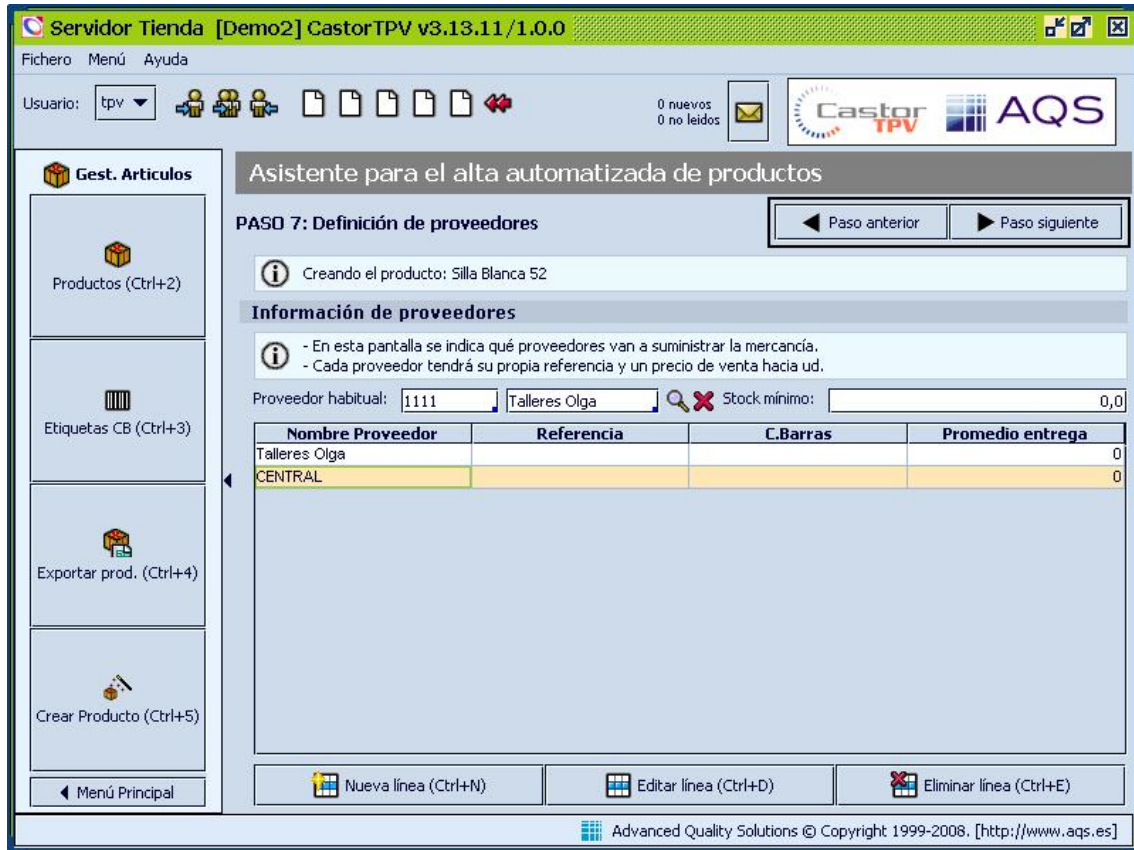 Servidor Tienda [Demo2] CastorTPV v3.13.11/1.0.0
Fichero Menú Ayuda
Usuario: tpv
0 nuevos
0 no leidos
Castor TPV AQS
Gest. Articulos
Productos (Ctrl+2)
Etiquetas CB (Ctrl+3)
Exportar prod. (Ctrl+4)
Crear Producto (Ctrl+5)
Menú Principal
Asistente para el alta automatizada de productos
PASO 7: Definición de proveedores
Paso anterior Paso siguiente
Creando el producto: Silla Blanca 52
Información de proveedores
- En esta pantalla se indica qué proveedores van a suministrar la mercancía.
- Cada proveedor tendrá su propia referencia y un precio de venta hacia ud.
Proveedor habitual: 1111 Talleres Olga Stock mínimo: 0,0
Nombre Proveedor Referencia C.Barras Promedio entrega
Talleres Olga 0
CENTRAL 0
Nueva línea (Ctrl+N) Editar línea (Ctrl+D) Eliminar línea (Ctrl+E)
Advanced Quality Solutions © Copyright 1999-2008. [http://www.aqs.es]